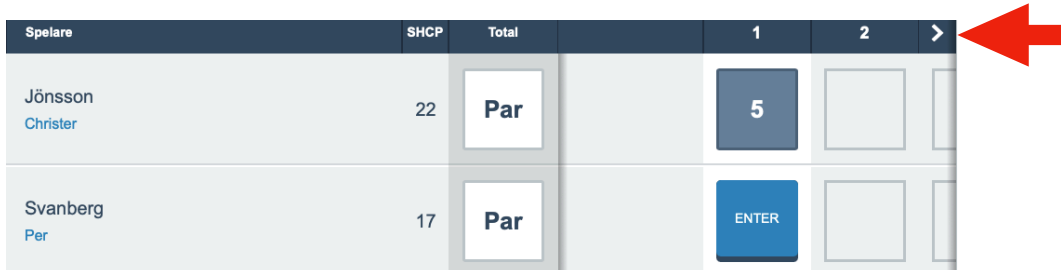 Spelare SHCP Total 1 2
Jönsson
Christer
22 Par 5
Svanberg
Per
17 Par ENTER